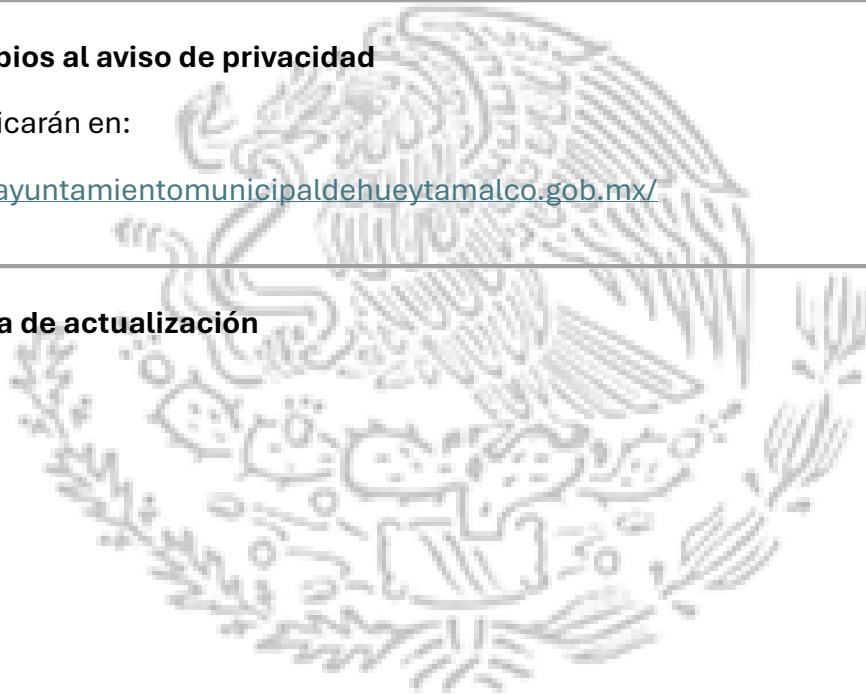 bios al aviso de privacidad
icarán en:
ayuntamientomunicipaldehueytamalco.gob.mx/
a de actualización